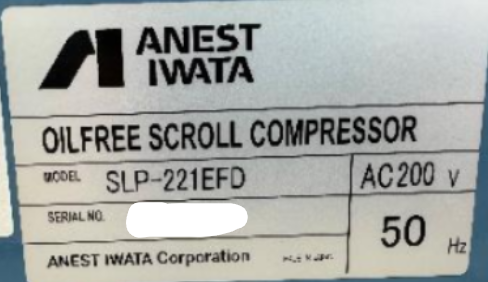 ANEST
IWATA
OILFREE SCROLL COMPRESSOR
MODEL SLP-221EFD AC200 V
SERIAL NO.
50 Hz
ANEST IWATA Corporation